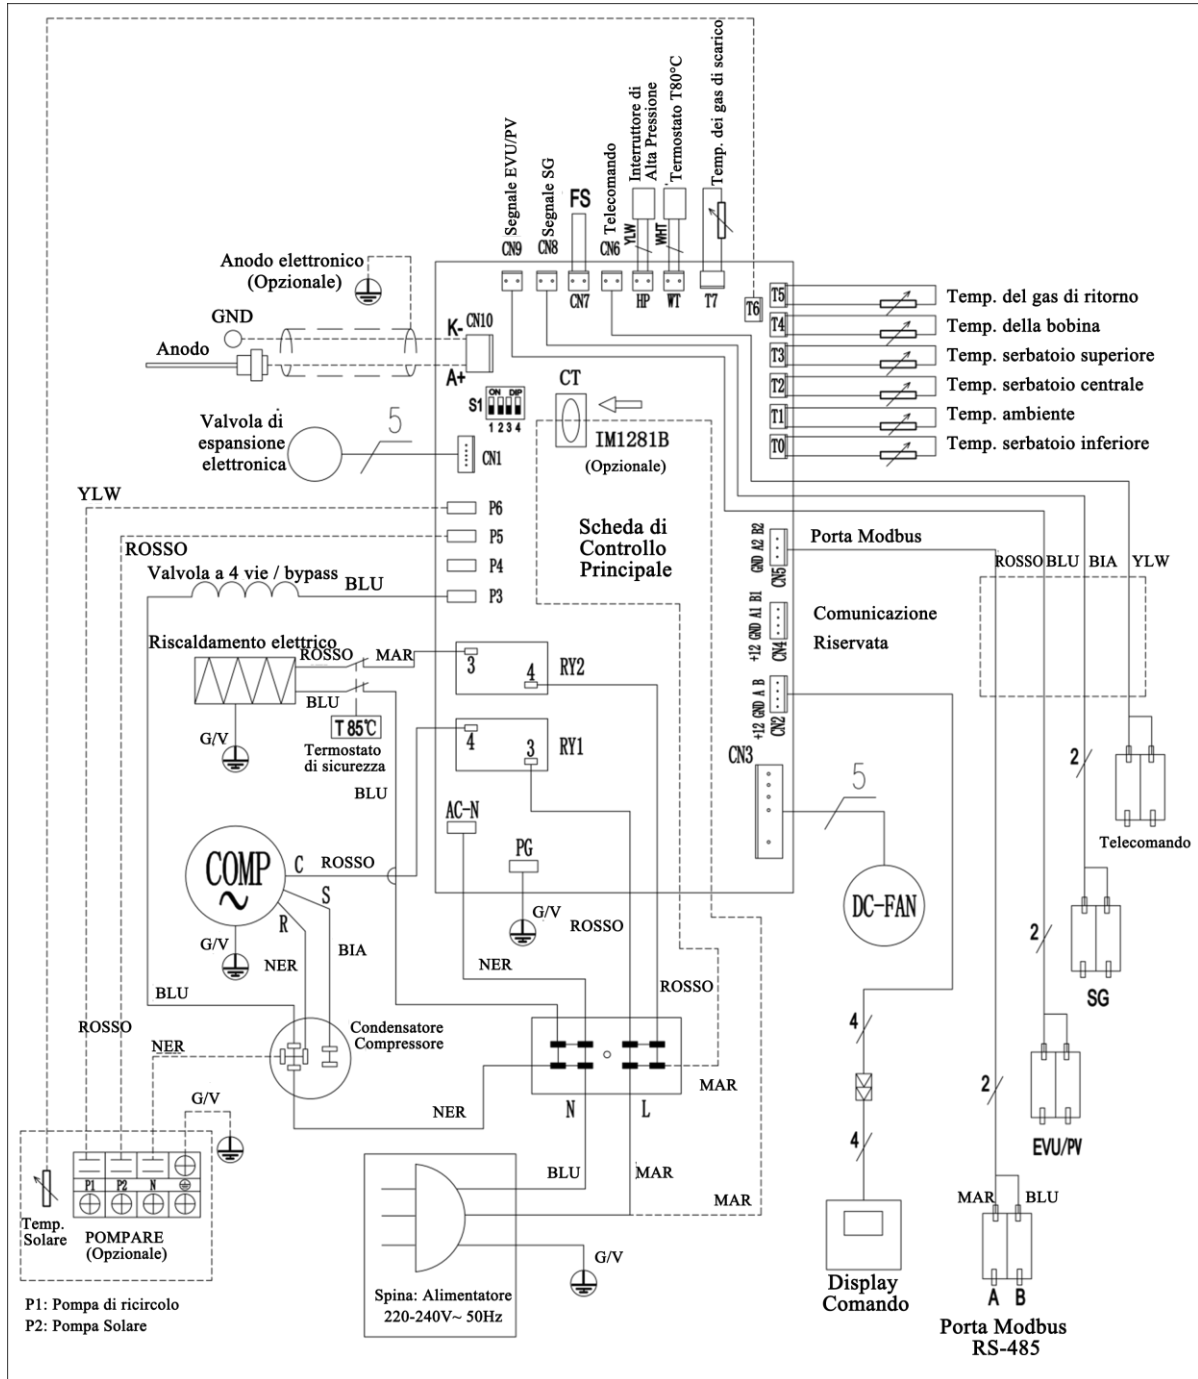 Segnale EVU/PV
Segnale SG
FS
Telecomando
Interruttore di
Alta Pressione
Termostato T80°C
Temp. dei gas di scarico
CN9
CN8
CN7
CN6
YLW
HP
WHT
WT
T7
T6
Anodo elettronico
(Opzionale)
GND
Anodo
K-
CN10
A+
T5
Temp. del gas di ritorno
T4
Temp. della bobina
T3
Temp. serbatoio superiore
T2
Temp. serbatoio centrale
T1
Temp. ambiente
T0
Temp. serbatoio inferiore
S1
ON DIP
1 2 3 4
CT
IM1281B
(Opzionale)
Valvola di
espansione
elettronica
5
CN1
YLW
P6
ROSSO
P5
P4
Valvola a 4 vie / bypass
BLU
P3
Scheda di
Controllo
Principale
GND A2 B2
CN5
Porta Modbus
ROSSO
BLU
BIA
YLW
+12 GND A1 B1
CN4
Comunicazione
Riservata
+12 GND A B
CN2
Riscaldamento elettrico
ROSSO
MAR
BLU
3
4
RY2
G/V
T 85℃
Termostato
di sicurezza
BLU
4
3
RY1
CN3
5
2
Telecomando
AC-N
PG
COMP
~
C
ROSSO
S
R
G/V
NER
BIA
G/V
ROSSO
NER
DC-FAN
2
SG
BLU
ROSSO
NER
Condensatore
Compressore
ROSSO
4
MAR
N
L
NER
2
EVU/PV
G/V
4
P1
P2
N
Temp.
Solare
POMPARE
(Opzionale)
BLU
MAR
MAR
G/V
Spina: Alimentatore
220-240V~ 50Hz
MAR
BLU
A
B
Display
Comando
Porta Modbus
RS-485
P1: Pompa di ricircolo
P2: Pompa Solare